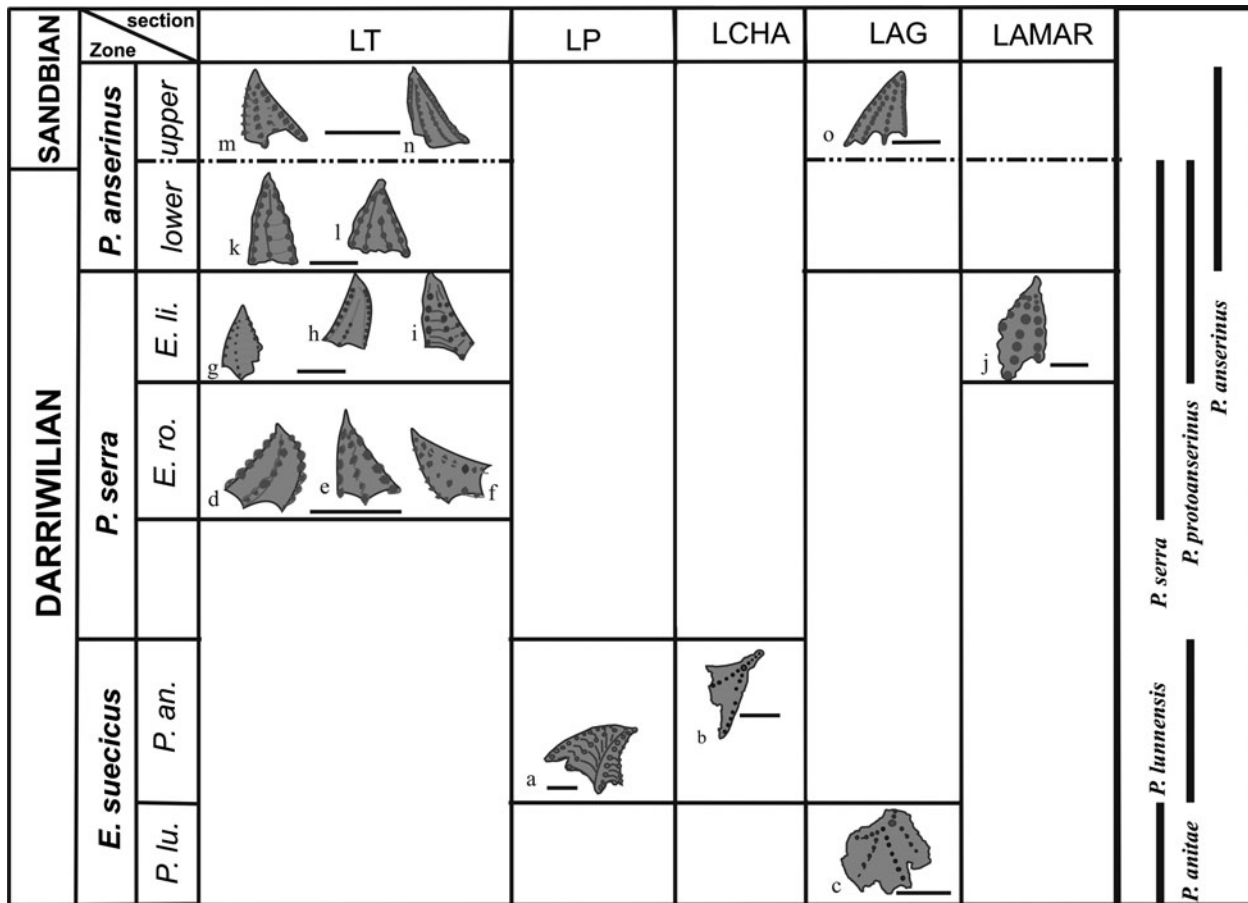 section
Zone
LT
LP
LCHA
LAG
LAMAR
SANDBIAN
DARRIWILIAN
P. anserinus
upper
lower
P. serra
E. li.
E. ro.
E. suecicus
P. an.
P. lu.
m
n
o
k
l
g
h
i
j
d
e
f
a
b
c
P. serra
P. protoanserinus
P. anserinus
P. lunnensis
P. anitae